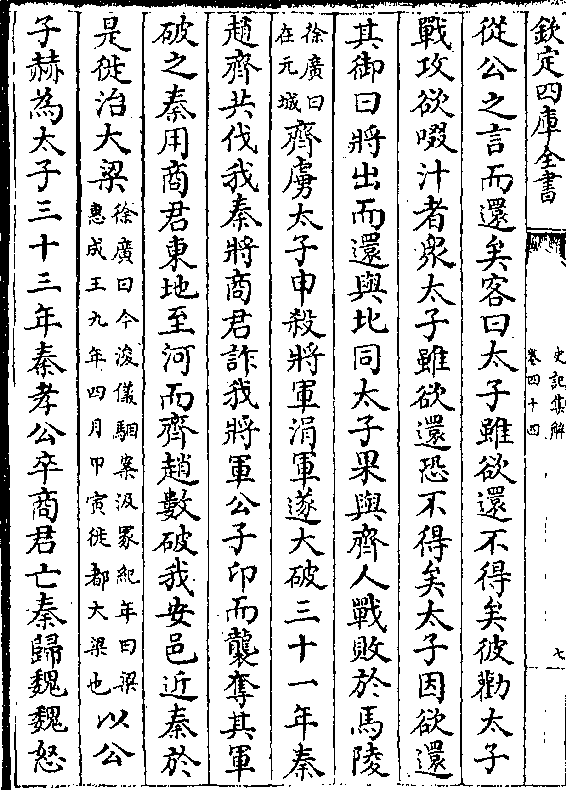 欽定四庫全書
史記集解
卷四十四
七
從公之言而還矣客曰太子雖欲還不得矣彼勸太子
戰攻欲啜汁者衆太子雖欲還恐不得矣太子因欲還
其御曰將出而還與北同太子果與齊人戰敗於馬陵
徐廣曰
在元城
齊虜太子申殺將軍涓軍遂大破三十一年秦
趙齊共伐我秦將商君詐我將軍公子卬而襲奪其軍
破之秦用商君東地至河而齊趙數破我安邑近秦於
是徙治大梁
徐廣曰今浚儀駰案汲冢紀年曰梁
惠成王九年四月甲寅徙都大梁也
以公
子赫為太子三十三年秦孝公卒商君亡秦歸魏魏怒